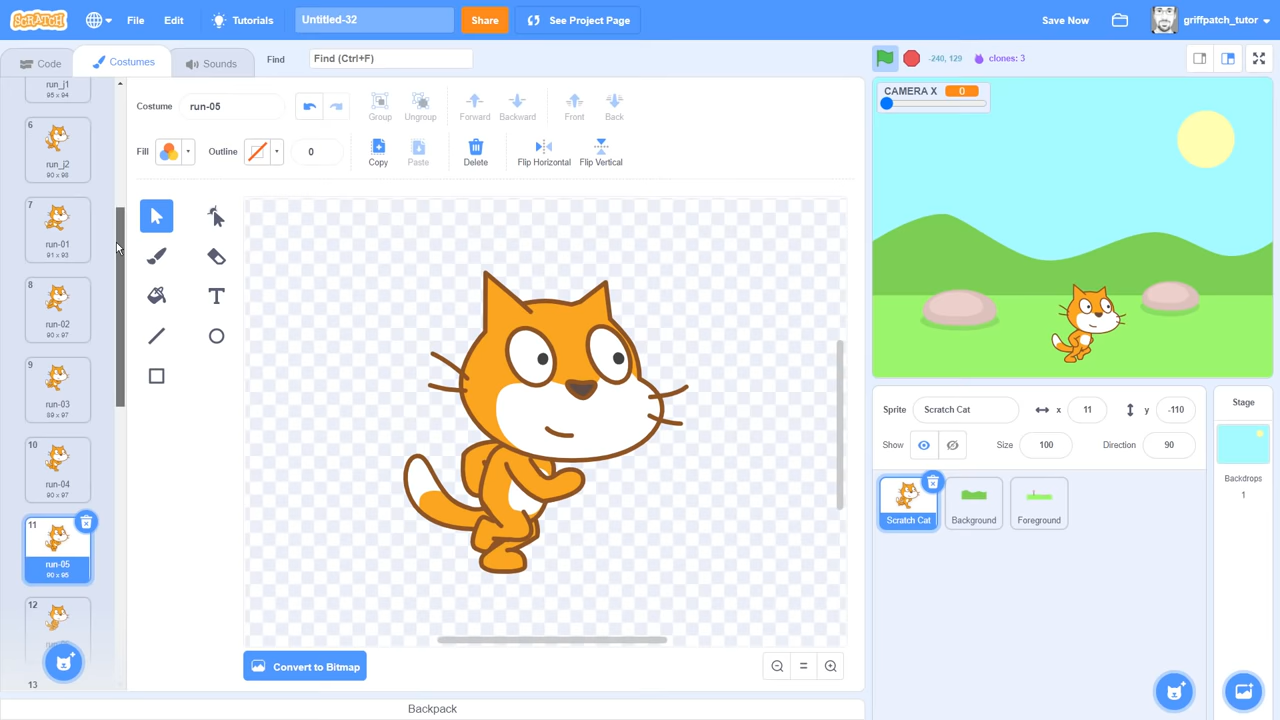 SCRATCH
File
Edit
Tutorials
Untitled-32
Share
See Project Page
Save Now
griffpatch_tutor
Code
Costumes
Sounds
Find
Find (Ctrl+F)
-240, 129
clones: 3
run_j1
95 x 94
6
run_j2
90 x 98
7
run-01
91 x 93
8
run-02
90 x 97
9
run-03
89 x 97
10
run-04
90 x 97
11
run-05
90 x 95
12
13
Costume
run-05
Group
Ungroup
Forward
Backward
Front
Back
Fill
Outline
0
Copy
Paste
Delete
Flip Horizontal
Flip Vertical
T
Convert to Bitmap
Backpack
CAMERA X 0
Sprite
Scratch Cat
x
11
y
-110
Show
Size
100
Direction
90
Scratch Cat
Background
Foreground
Stage
Backdrops
1